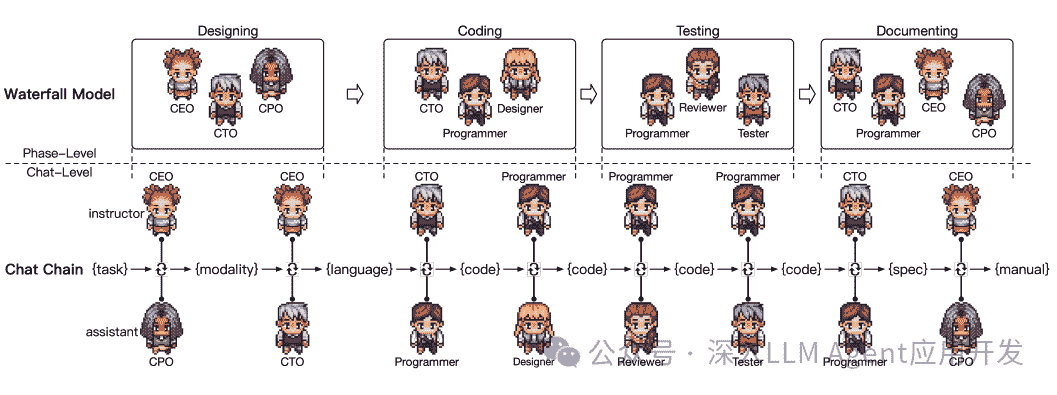 Designing
Coding
Testing
Documenting
Waterfall Model
CEO
CPO
CTO
CTO
Designer
Programmer
Reviewer
Programmer
Tester
CTO
CEO
Programmer
CPO
Phase-Level
Chat-Level
CEO
CEO
CTO
Programmer
Programmer
Programmer
CTO
CEO
instructor
Chat Chain {task} {modality} {language} {code} {code} {code} {code} {spec} {manual}
assistant
CPO
CTO
Programmer
Designer
Reviewer
Tester
Programmer
CPO
公众号 · 深入LLM Agent应用开发